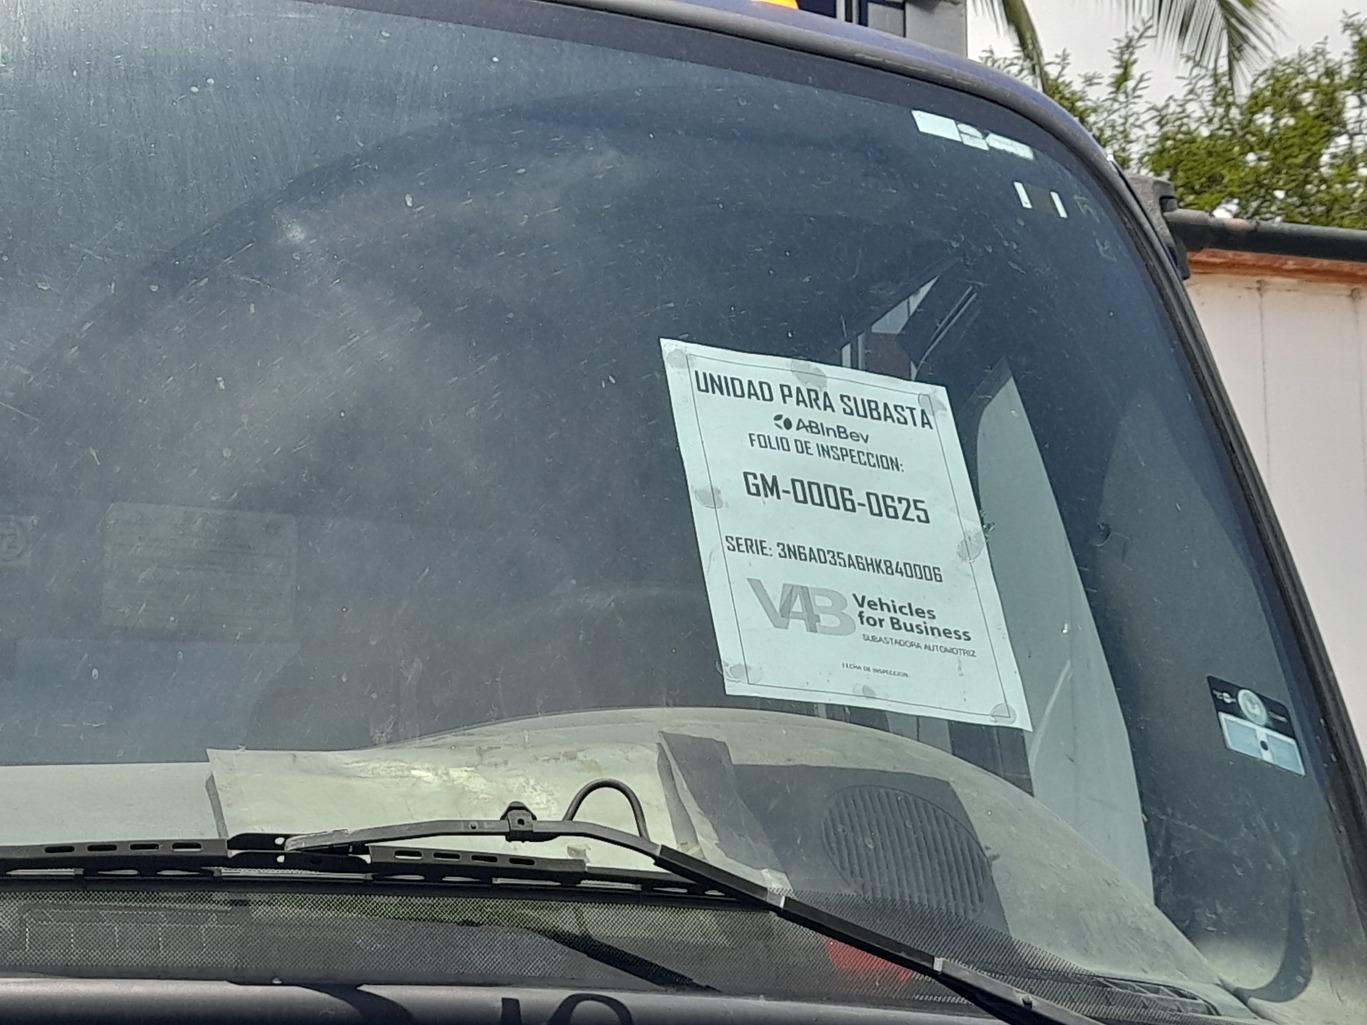 UNIDAD PARA SUBASTA
ABInBev
FOLIO DE INSPECCION:
GM-0006-0625
SERIE: 3N6AD35A6HK840006
V4B Vehicles
for Business
SUBASTADORA AUTOMOTRIZ
FECHA DE INSPECCION